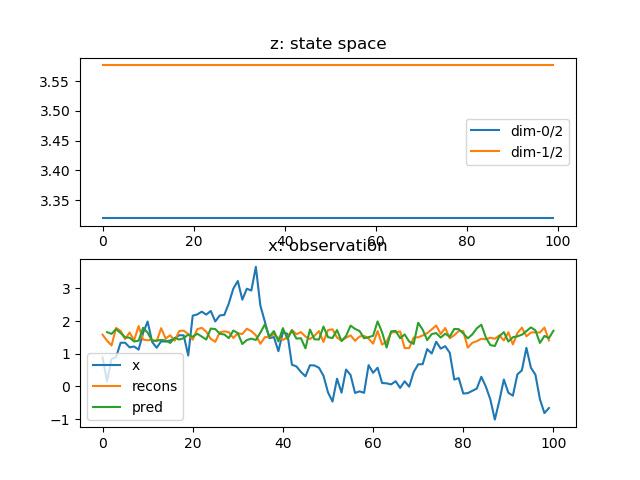 z: state space
3.55
3.50
3.45
3.40
3.35
dim-0/2
dim-1/2
0 20 40 60 80 100
x: observation
3
2
1
0
−1
x
recons
pred
0 20 40 60 80 100